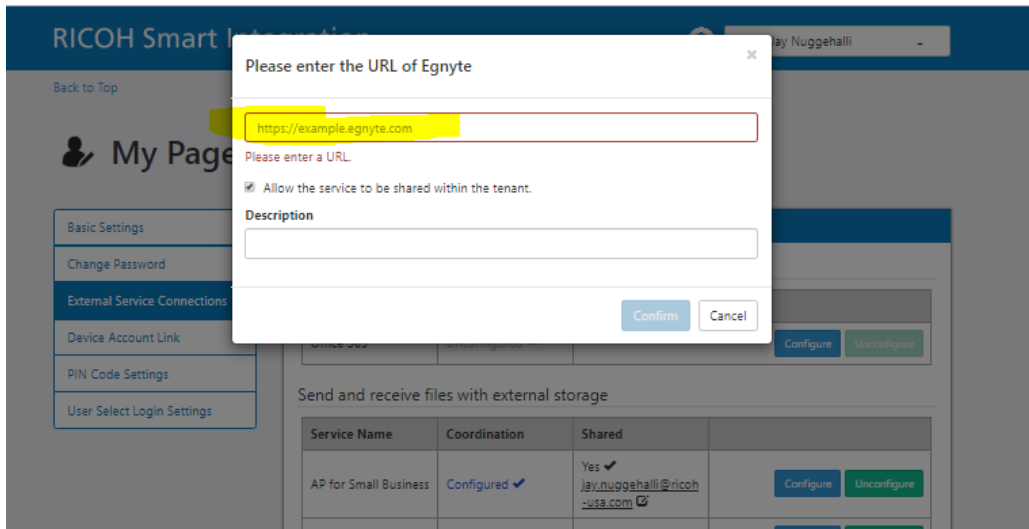 RICOH Smart Integration
Jay Nuggehalli
Back to Top
My Page
Please enter the URL of Egnyte
×
https://example.egnyte.com
Please enter a URL.
Allow the service to be shared within the tenant.
Description
Confirm Cancel
Basic Settings
Change Password
External Service Connections
Device Account Link
PIN Code Settings
User Select Login Settings
Office 365 Unconfigured — Configure Unconfigure
Send and receive files with external storage
Service Name Coordination Shared
AP for Small Business Configured ✔ Yes ✔
jay.nuggehalli@ricoh
-usa.com
Configure Unconfigure